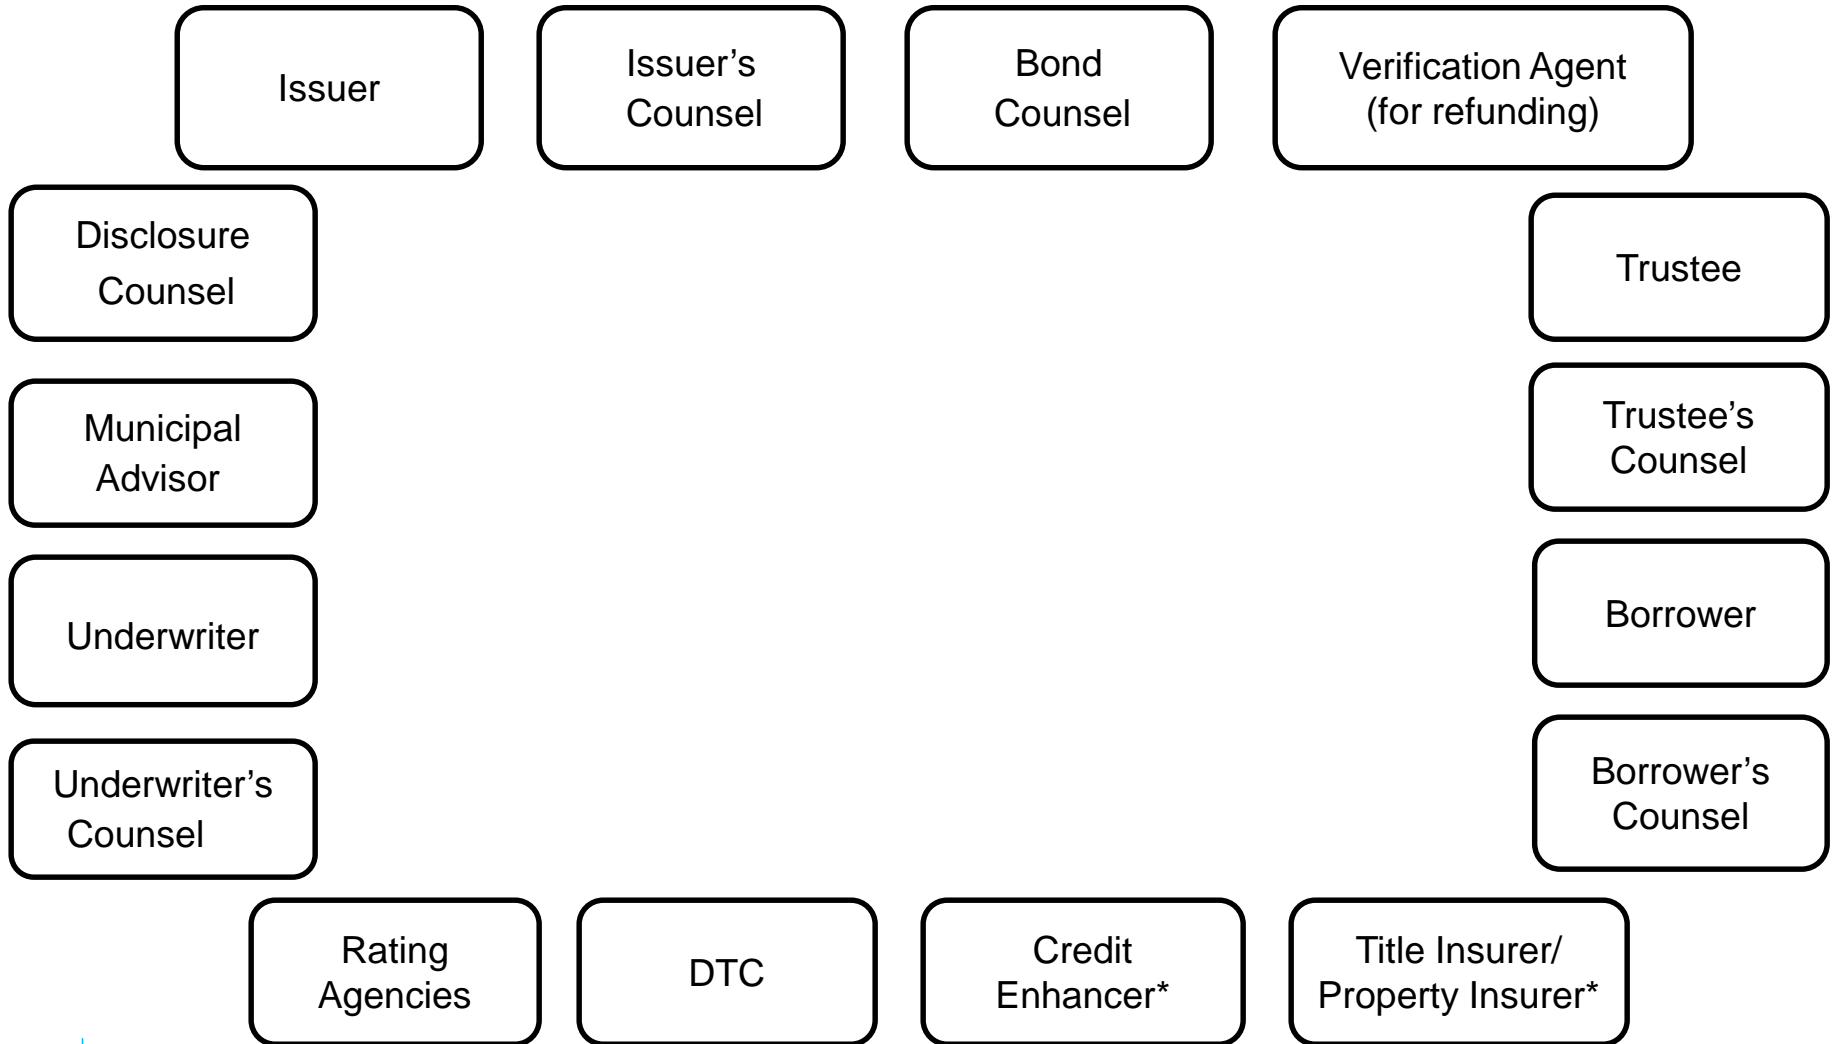 Issuer
Issuer’s
Counsel
Bond
Counsel
Verification Agent
(for refunding)
Disclosure
Counsel
Trustee
Municipal
Advisor
Trustee’s
Counsel
Underwriter
Borrower
Underwriter’s
Counsel
Borrower’s
Counsel
Rating
Agencies
DTC
Credit
Enhancer*
Title Insurer/
Property Insurer*